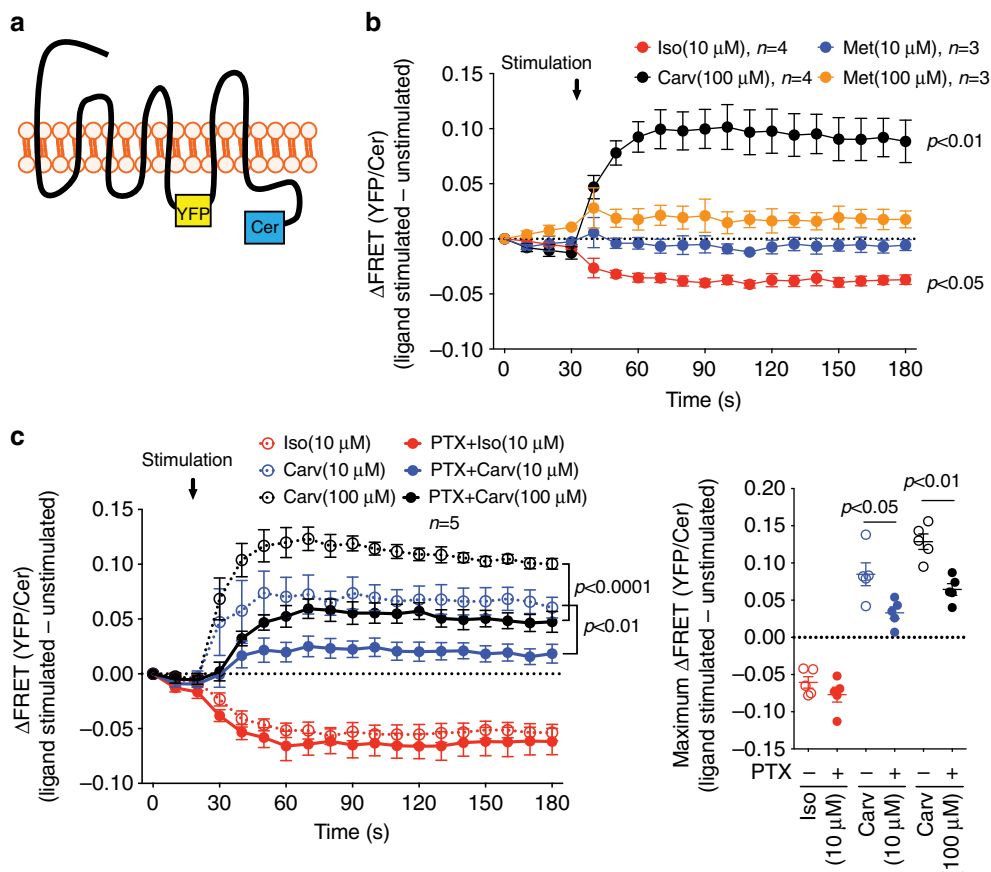 a
YFP
Cer
b
Iso(10 μM), n=4
Met(10 μM), n=3
Carv(100 μM), n=4
Met(100 μM), n=3
Stimulation
ΔFRET (YFP/Cer)
(ligand stimulated – unstimulated)
0.15
0.10
0.05
0.00
−0.05
−0.10
p<0.01
p<0.05
0 30 60 90 120 150 180
Time (s)
c
Iso(10 μM)
PTX+Iso(10 μM)
Carv(10 μM)
PTX+Carv(10 μM)
Carv(100 μM)
PTX+Carv(100 μM)
n=5
Stimulation
ΔFRET (YFP/Cer)
(ligand stimulated – unstimulated)
0.15
0.10
0.05
0.00
−0.05
−0.10
p<0.0001
p<0.01
0 30 60 90 120 150 180
Time (s)
Maximum ΔFRET (YFP/Cer)
(ligand stimulated – unstimulated)
0.20
0.15
0.10
0.05
0.00
−0.05
−0.10
−0.15
p<0.05
p<0.01
PTX − + − + − +
Iso
(10 μM)
Carv
(10 μM)
Carv
100 μM)